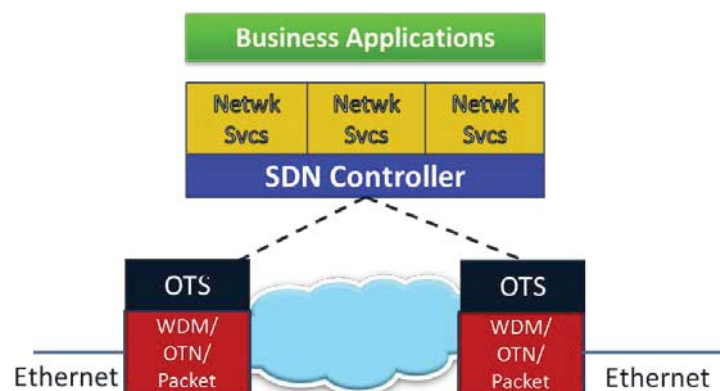 Business Applications
Netwk Netwk Netwk
Svcs Svcs Svcs
SDN Controller
OTS OTS
WDM/ WDM/
OTN/ OTN/
Ethernet Packet Packet Ethernet